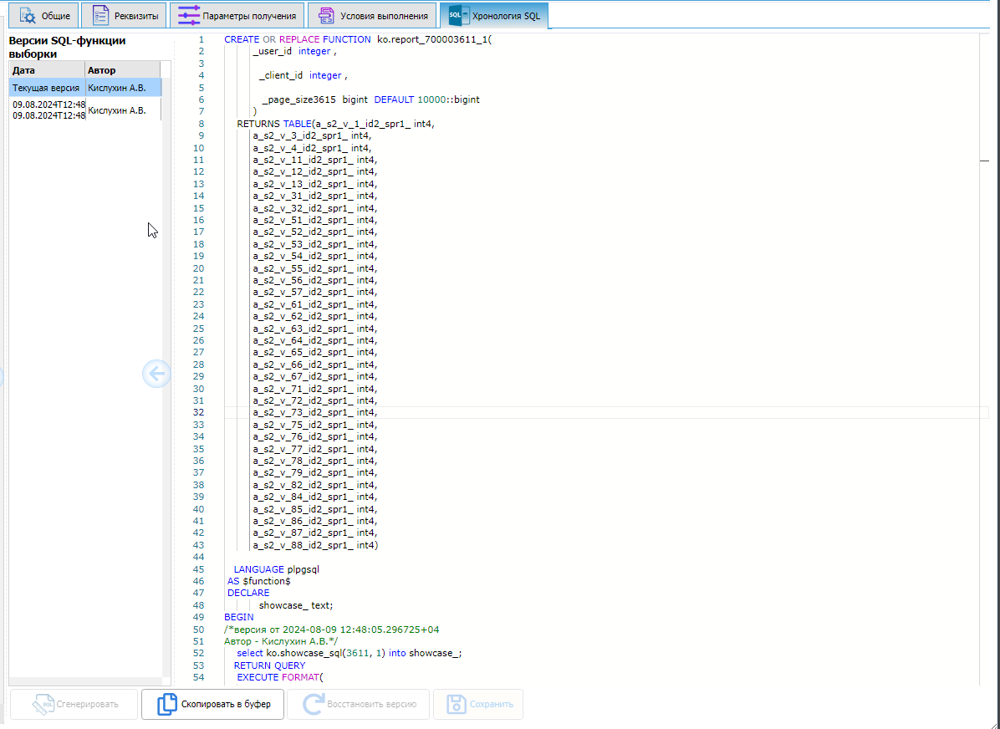 Общие
Реквизиты
Параметры получения
Условия выполнения
SQL
Хронология SQL
Версии SQL-функции
выборки
Дата Автор
Текущая версия Кислухин А.В.
09.08.2024T12:48
09.08.2024T12:48 Кислухин А.В.
1 CREATE OR REPLACE FUNCTION ko.report_700003611_1(
2 _user_id integer ,
3
4 _client_id integer ,
5
6 _page_size3615 bigint DEFAULT 10000::bigint
7 )
8 RETURNS TABLE(a_s2_v_1_id2_spr1_ int4,
9 a_s2_v_3_id2_spr1_ int4,
10 a_s2_v_4_id2_spr1_ int4,
11 a_s2_v_11_id2_spr1_ int4,
12 a_s2_v_12_id2_spr1_ int4,
13 a_s2_v_13_id2_spr1_ int4,
14 a_s2_v_31_id2_spr1_ int4,
15 a_s2_v_32_id2_spr1_ int4,
16 a_s2_v_51_id2_spr1_ int4,
17 a_s2_v_52_id2_spr1_ int4,
18 a_s2_v_53_id2_spr1_ int4,
19 a_s2_v_54_id2_spr1_ int4,
20 a_s2_v_55_id2_spr1_ int4,
21 a_s2_v_56_id2_spr1_ int4,
22 a_s2_v_57_id2_spr1_ int4,
23 a_s2_v_61_id2_spr1_ int4,
24 a_s2_v_62_id2_spr1_ int4,
25 a_s2_v_63_id2_spr1_ int4,
26 a_s2_v_64_id2_spr1_ int4,
27 a_s2_v_65_id2_spr1_ int4,
28 a_s2_v_66_id2_spr1_ int4,
29 a_s2_v_67_id2_spr1_ int4,
30 a_s2_v_71_id2_spr1_ int4,
31 a_s2_v_72_id2_spr1_ int4,
32 a_s2_v_73_id2_spr1_ int4,
33 a_s2_v_75_id2_spr1_ int4,
34 a_s2_v_76_id2_spr1_ int4,
35 a_s2_v_77_id2_spr1_ int4,
36 a_s2_v_78_id2_spr1_ int4,
37 a_s2_v_79_id2_spr1_ int4,
38 a_s2_v_82_id2_spr1_ int4,
39 a_s2_v_84_id2_spr1_ int4,
40 a_s2_v_85_id2_spr1_ int4,
41 a_s2_v_86_id2_spr1_ int4,
42 a_s2_v_87_id2_spr1_ int4,
43 a_s2_v_88_id2_spr1_ int4)
44
45 LANGUAGE plpgsql
46 AS $function$
47 DECLARE
48 showcase_ text;
49 BEGIN
50 /*версия от 2024-08-09 12:48:05.296725+04
51 Автор - Кислухин А.В.*/
52 select ko.showcase_sql(3611, 1) into showcase_;
53 RETURN QUERY
54 EXECUTE FORMAT(
SQL
Сгенерировать
Скопировать в буфер
Восстановить версию
Сохранить